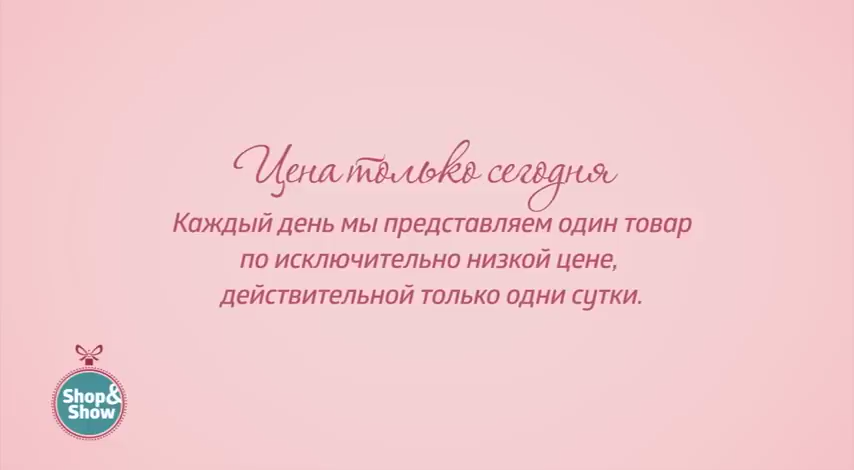 Цена только сегодня
Каждый день мы представляем один товар
по исключительно низкой цене,
действительной только одни сутки.
Shop&
Show